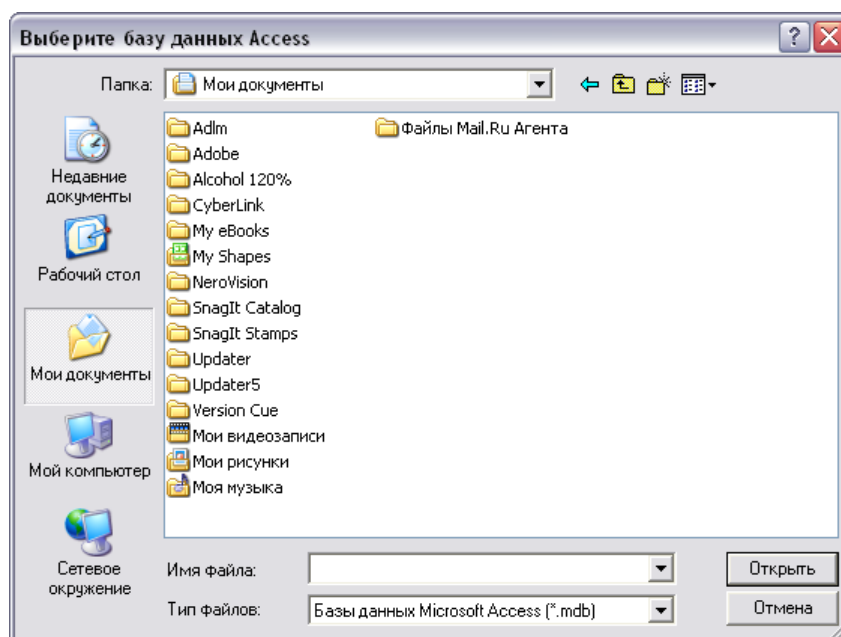 Выберите базу данных Access
Папка:
Мои документы
Недавние
документы
Рабочий стол
Мои документы
Мой компьютер
Сетевое
окружение
Adlm
Adobe
Alcohol 120%
CyberLink
My eBooks
My Shapes
NeroVision
SnagIt Catalog
SnagIt Stamps
Updater
Updater5
Version Cue
Мои видеозаписи
Мои рисунки
Моя музыка
Файлы Mail.Ru Агента
Имя файла:
Открыть
Тип файлов:
Базы данных Microsoft Access (*.mdb)
Отмена